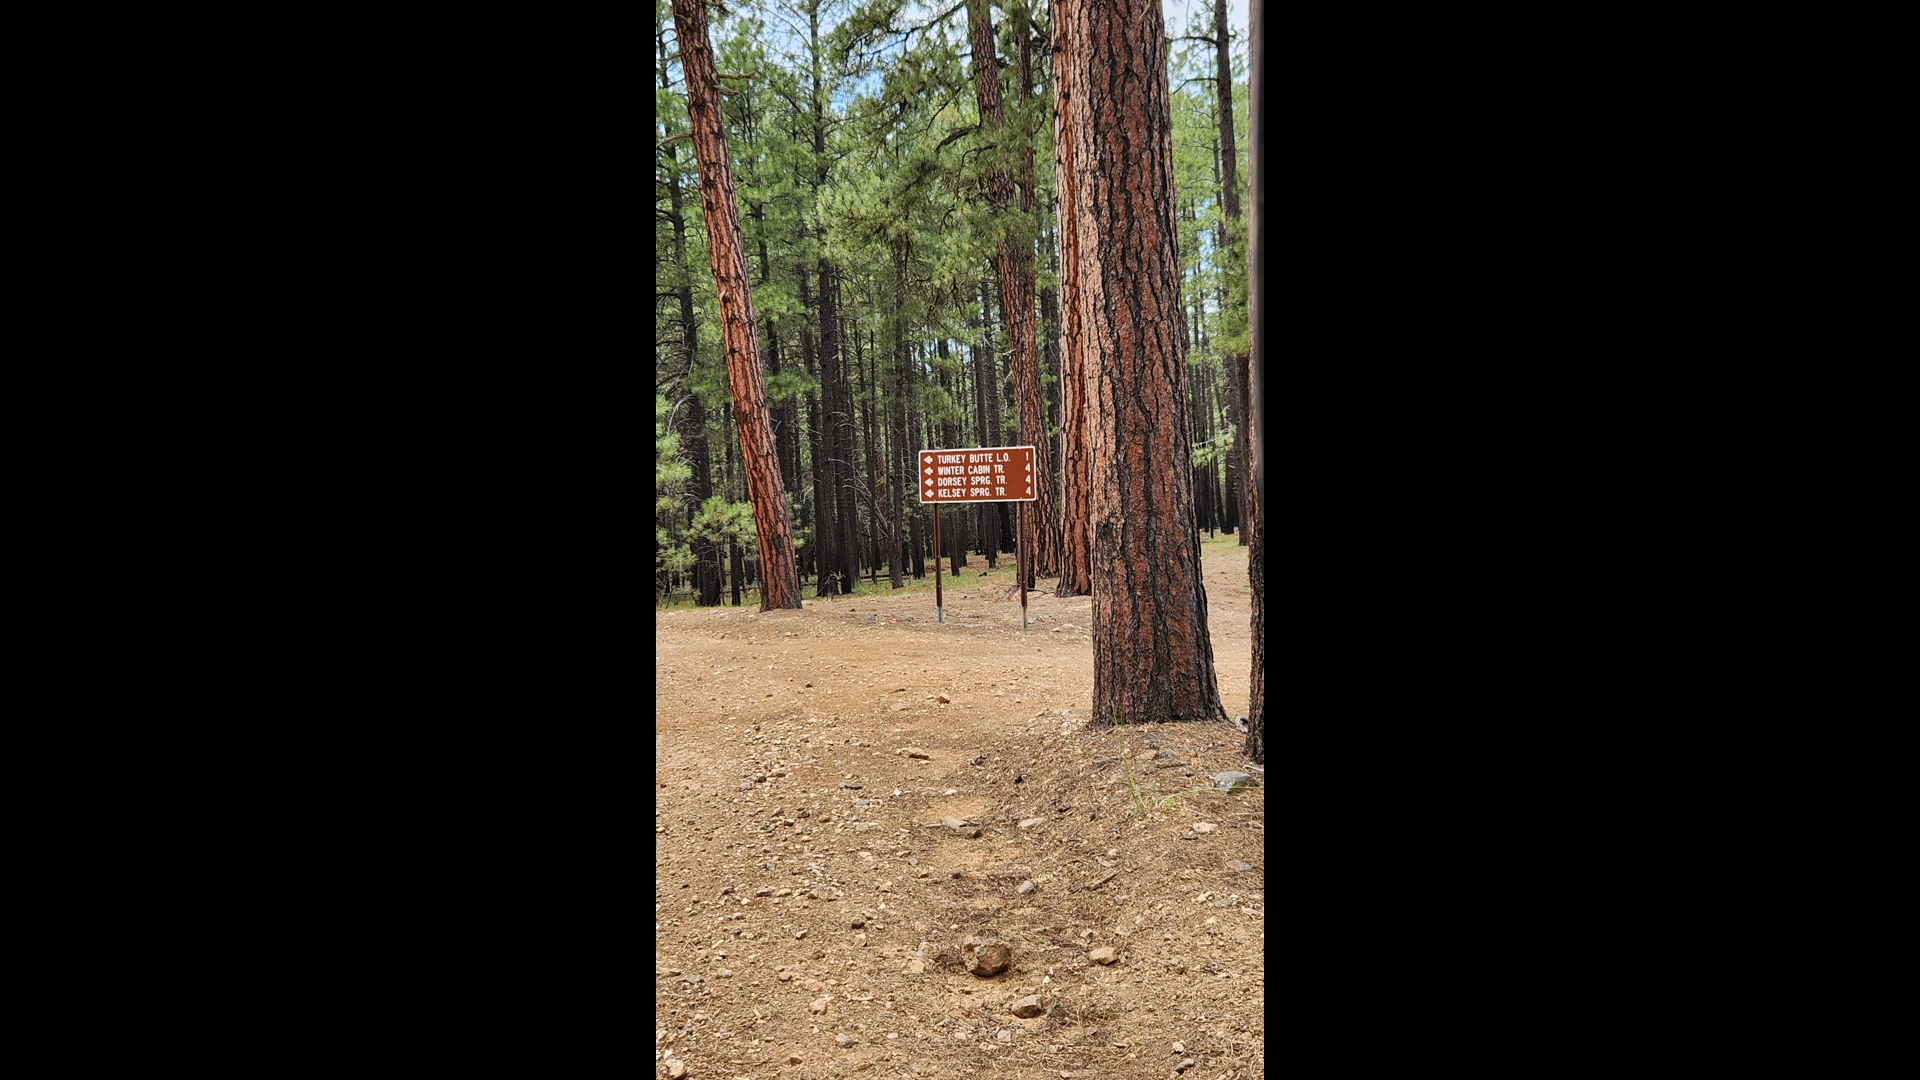 ← TURKEY BUTTE L.O. 1
← WINTER CABIN TR. 4
← DORSEY SPRG. TR. 4
← KELSEY SPRG. TR. 4